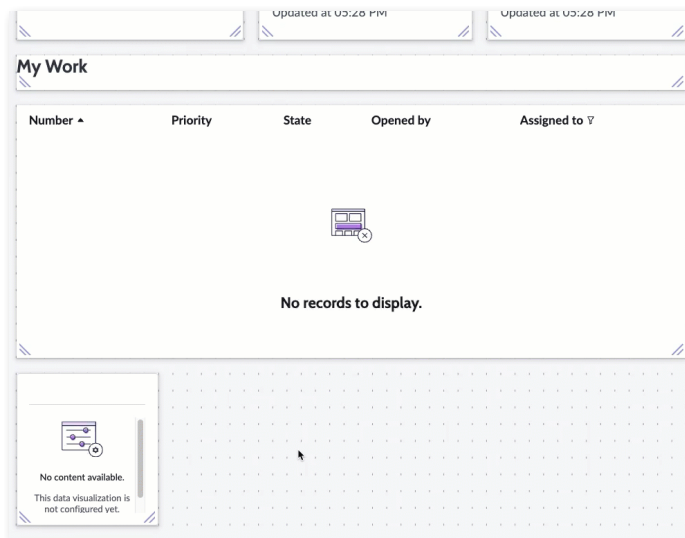 Updated at 05:28 PM Updated at 05:28 PM
My Work
Number Priority State Opened by Assigned to
No records to display.
No content available.
This data visualization is
not configured yet.